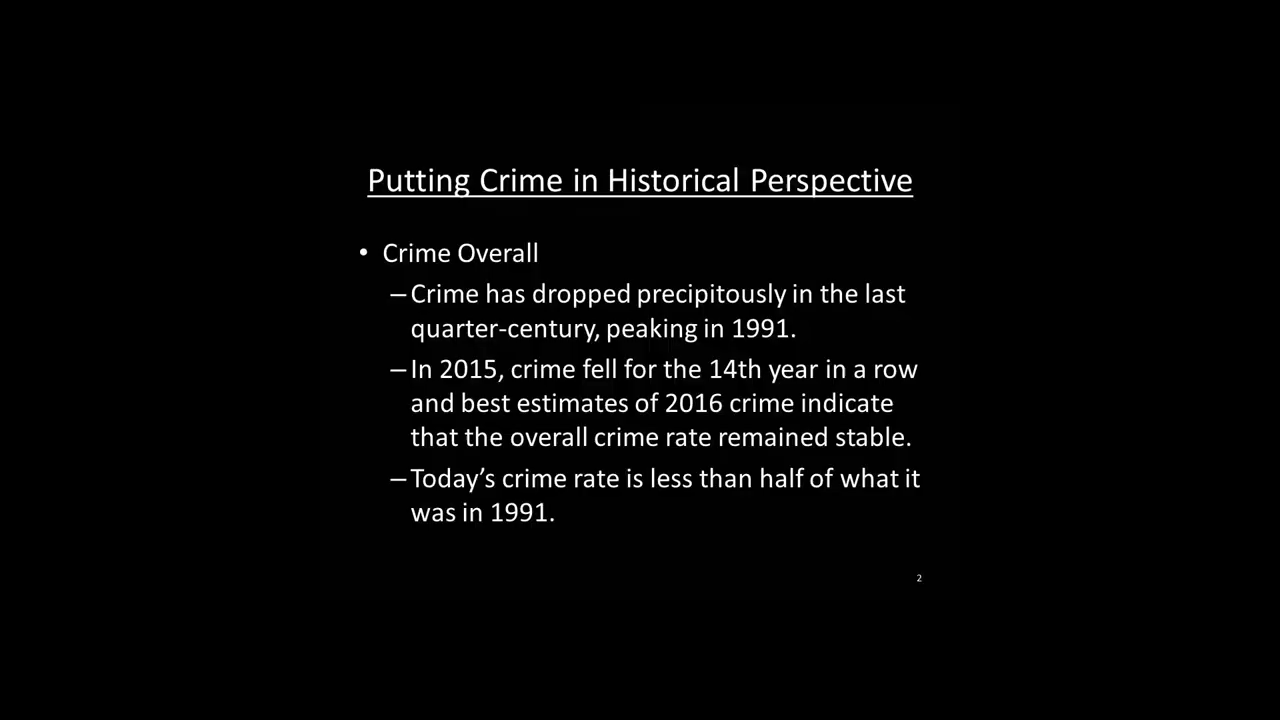 Putting Crime in Historical Perspective
• Crime Overall
–Crime has dropped precipitously in the last
quarter-century, peaking in 1991.
–In 2015, crime fell for the 14th year in a row
and best estimates of 2016 crime indicate
that the overall crime rate remained stable.
–Today’s crime rate is less than half of what it
was in 1991.
2